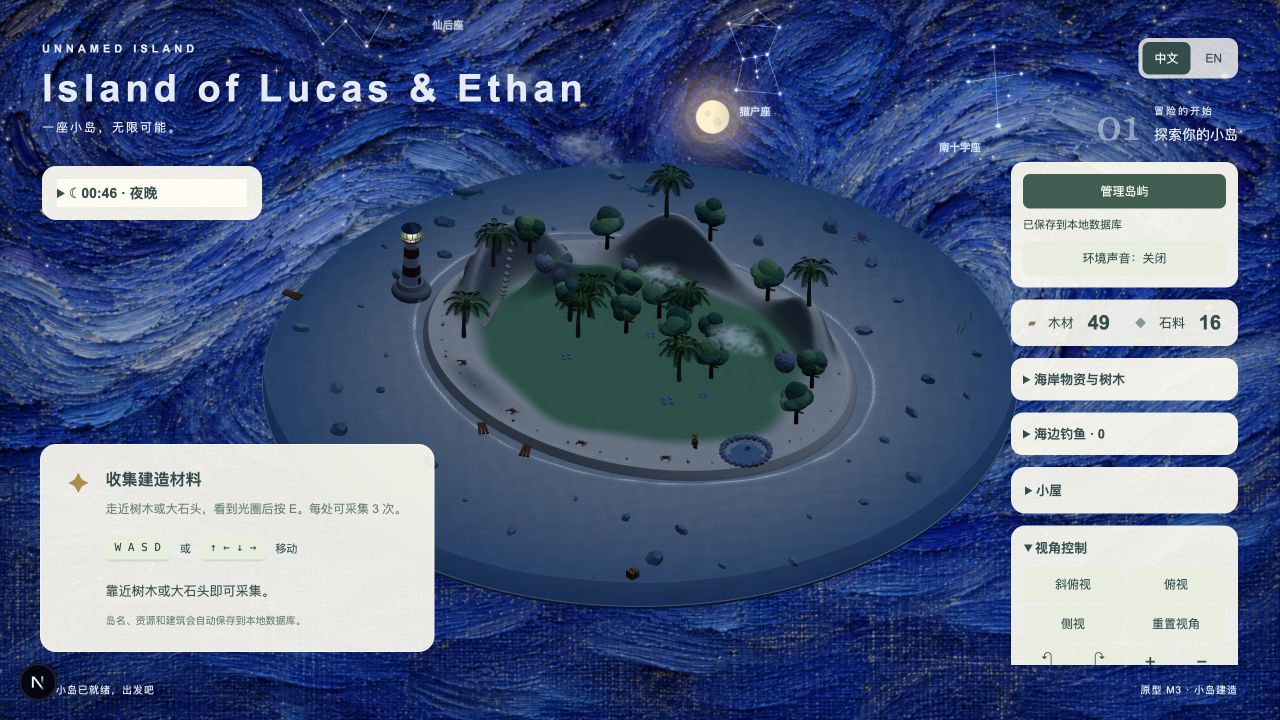 仙后座
UNNAMED ISLAND
Island of Lucas & Ethan
一座小岛，无限可能。
猎户座
南十字座
中文 EN
01
冒险的开始
探索你的小岛
▶ ☾ 00:46 · 夜晚
管理岛屿
已保存到本地数据库
环境声音：关闭
木材 49 石料 16
▶ 海岸物资与树木
▶ 海边钓鱼 · 0
▶ 小屋
▼ 视角控制
斜俯视 俯视
侧视 重置视角
+ −
收集建造材料
走近树木或大石头，看到光圈后按 E。每处可采集 3 次。
W A S D 或 ↑ ← ↓ → 移动
靠近树木或大石头即可采集。
岛名、资源和建筑会自动保存到本地数据库。
N
小岛已就绪，出发吧
原型 M3 · 小岛建造